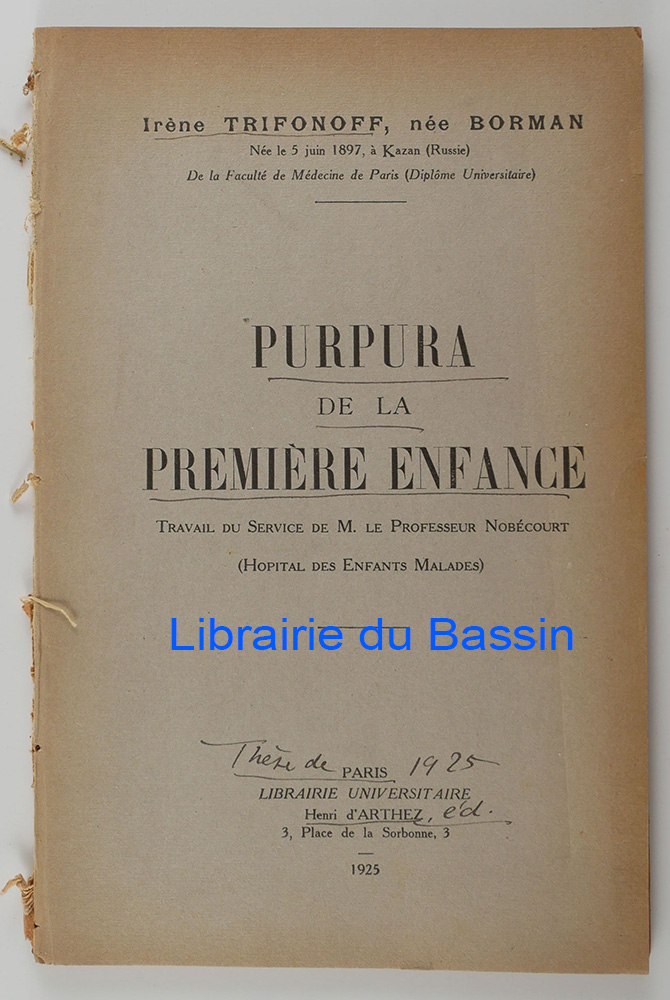 Irène TRIFONOFF, née BORMAN
Née le 5 juin 1897, à Kazan (Russie)
De la Faculté de Médecine de Paris (Diplôme Universitaire)
PURPURA
DE LA
PREMIÈRE ENFANCE
TRAVAIL DU SERVICE DE M. LE PROFESSEUR NOBÉCOURT
(HOPITAL DES ENFANTS MALADES)
Librairie du Bassin
Thèse de PARIS 1925
LIBRAIRIE UNIVERSITAIRE
Henri d'ARTHEZ, éd.
3, Place de la Sorbonne, 3
1925